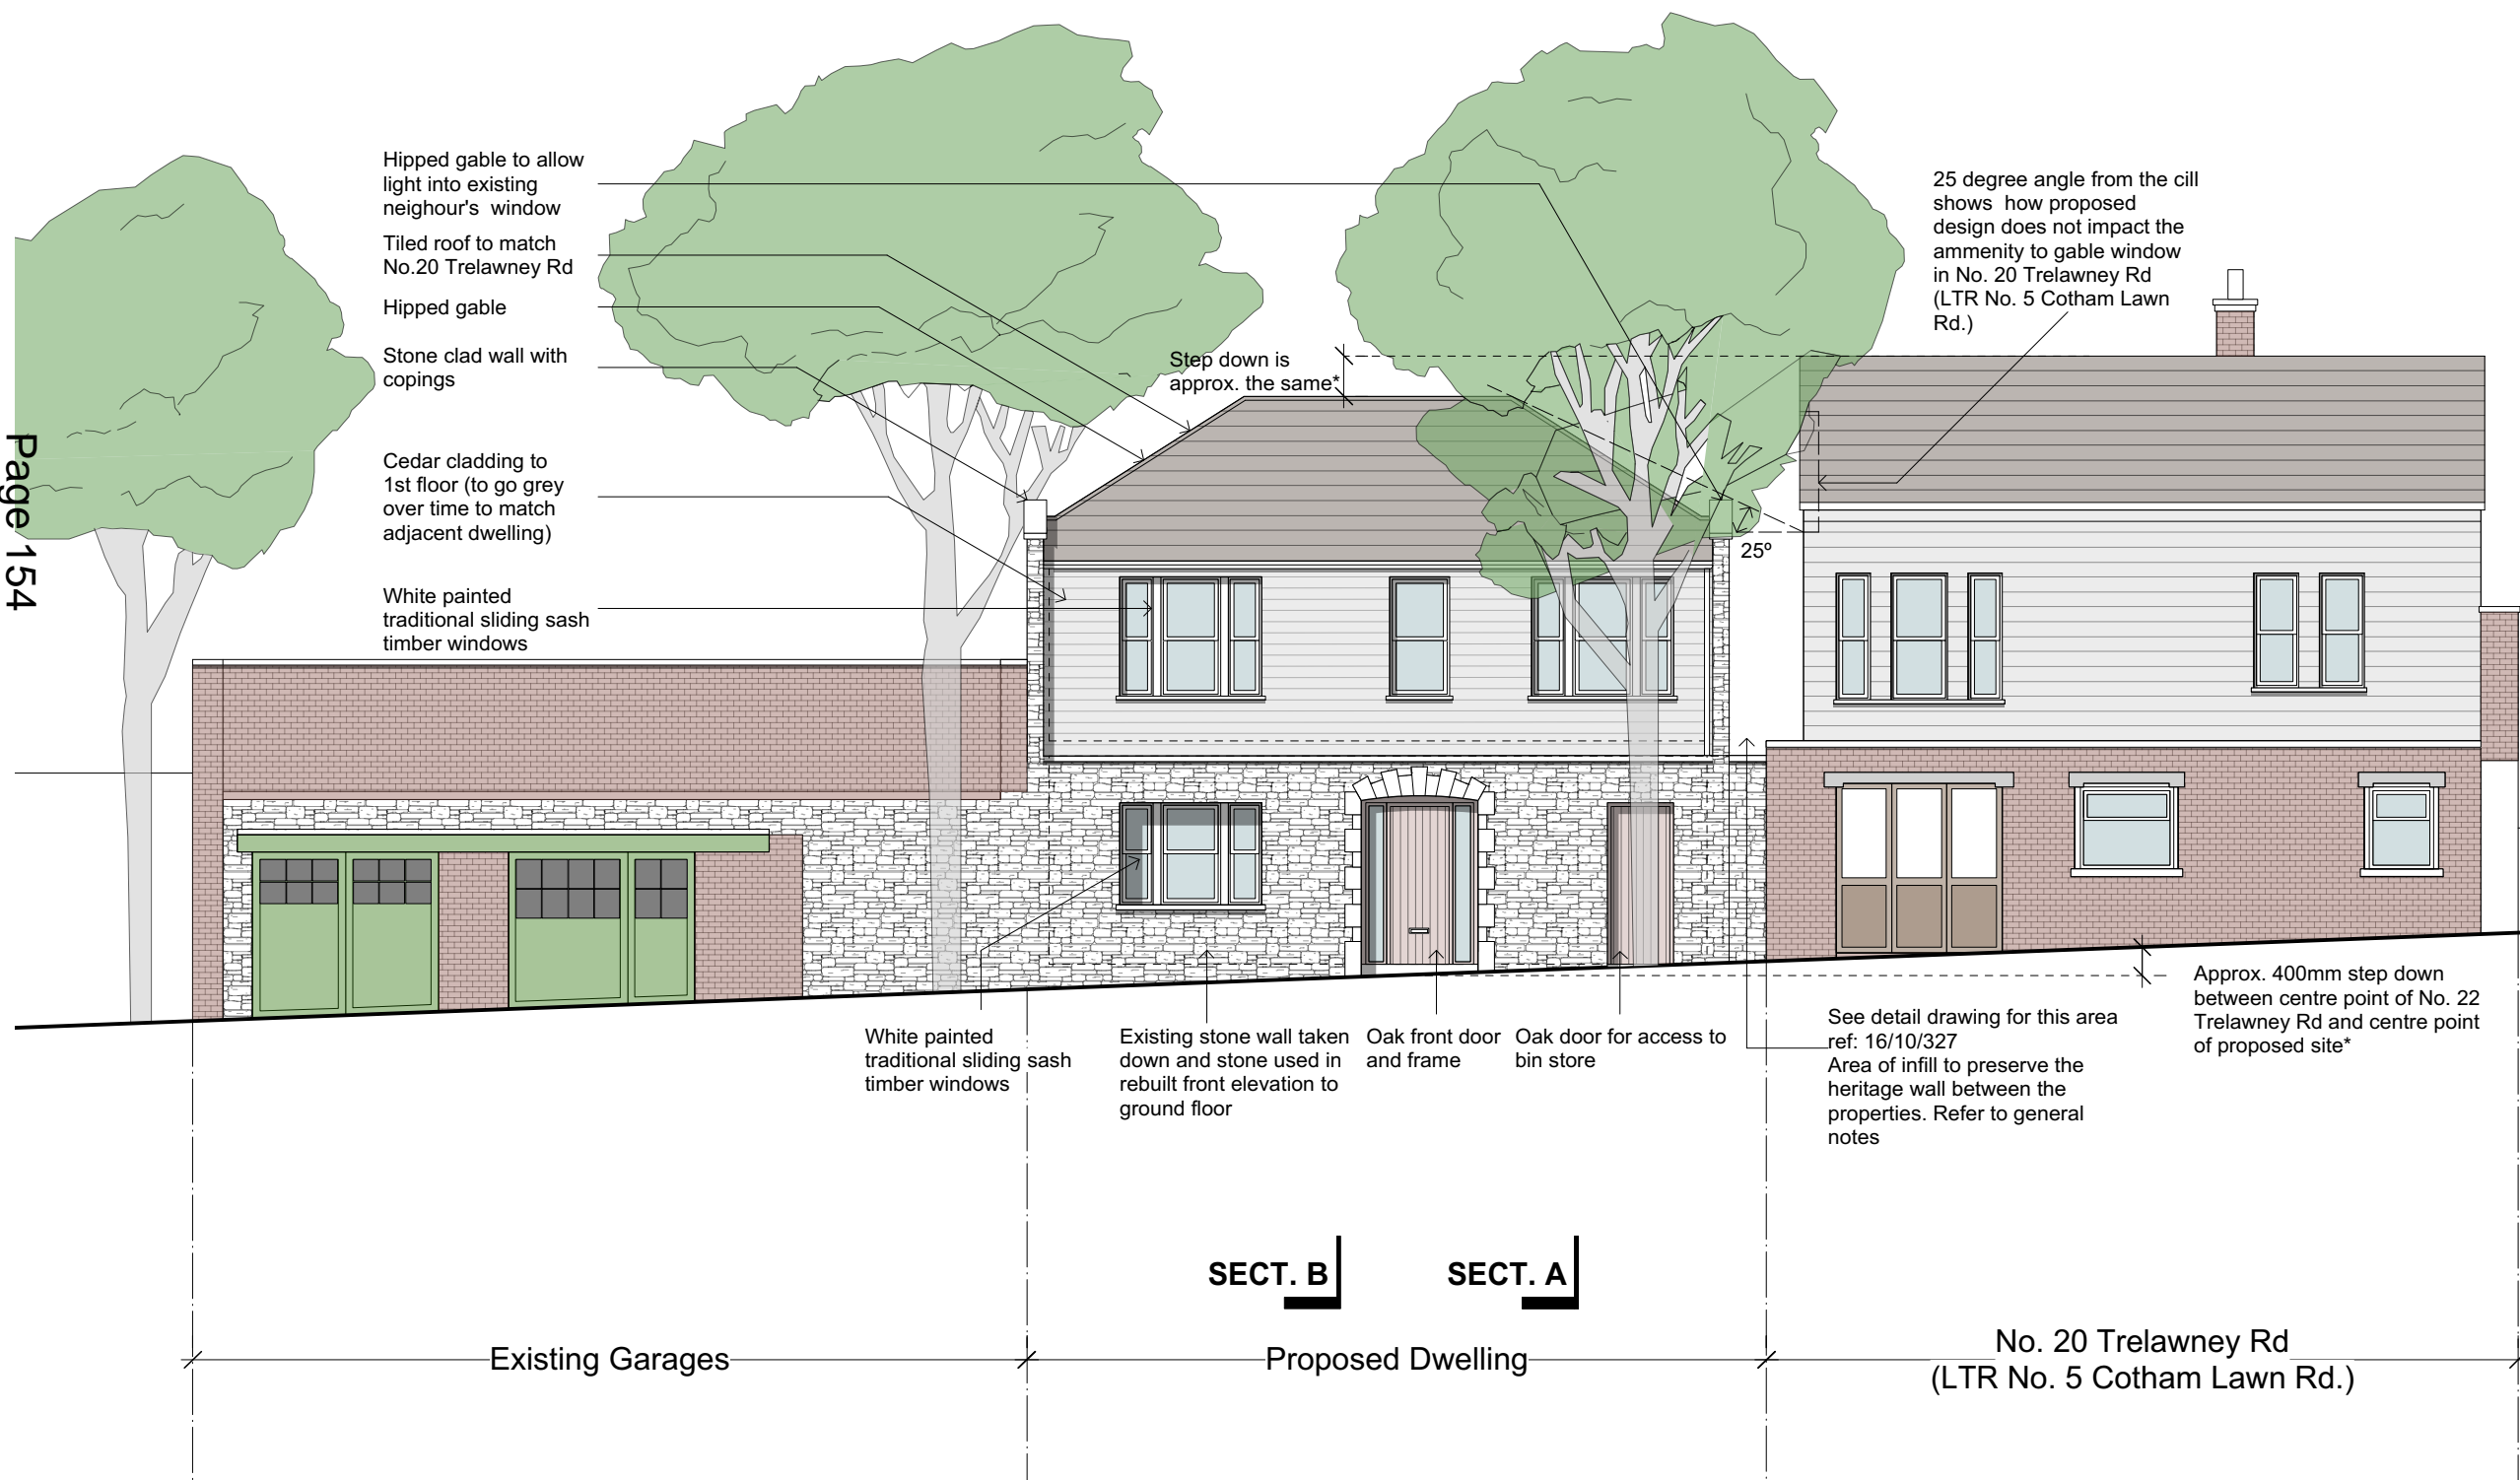 Page 154
Hipped gable to allow
light into existing
neighour's window
Tiled roof to match
No.20 Trelawney Rd
Hipped gable
Stone clad wall with
copings
Cedar cladding to
1st floor (to go grey
over time to match
adjacent dwelling)
White painted
traditional sliding sash
timber windows
Step down is
approx. the same*
25 degree angle from the cill
shows how proposed
design does not impact the
ammenity to gable window
in No. 20 Trelawney Rd
(LTR No. 5 Cotham Lawn
Rd.)
25º
White painted
traditional sliding sash
timber windows
Existing stone wall taken
down and stone used in
rebuilt front elevation to
ground floor
Oak front door
and frame
Oak door for access to
bin store
See detail drawing for this area
ref: 16/10/327
Area of infill to preserve the
heritage wall between the
properties. Refer to general
notes
Approx. 400mm step down
between centre point of No. 22
Trelawney Rd and centre point
of proposed site*
SECT. B
SECT. A
Existing Garages
Proposed Dwelling
No. 20 Trelawney Rd
(LTR No. 5 Cotham Lawn Rd.)